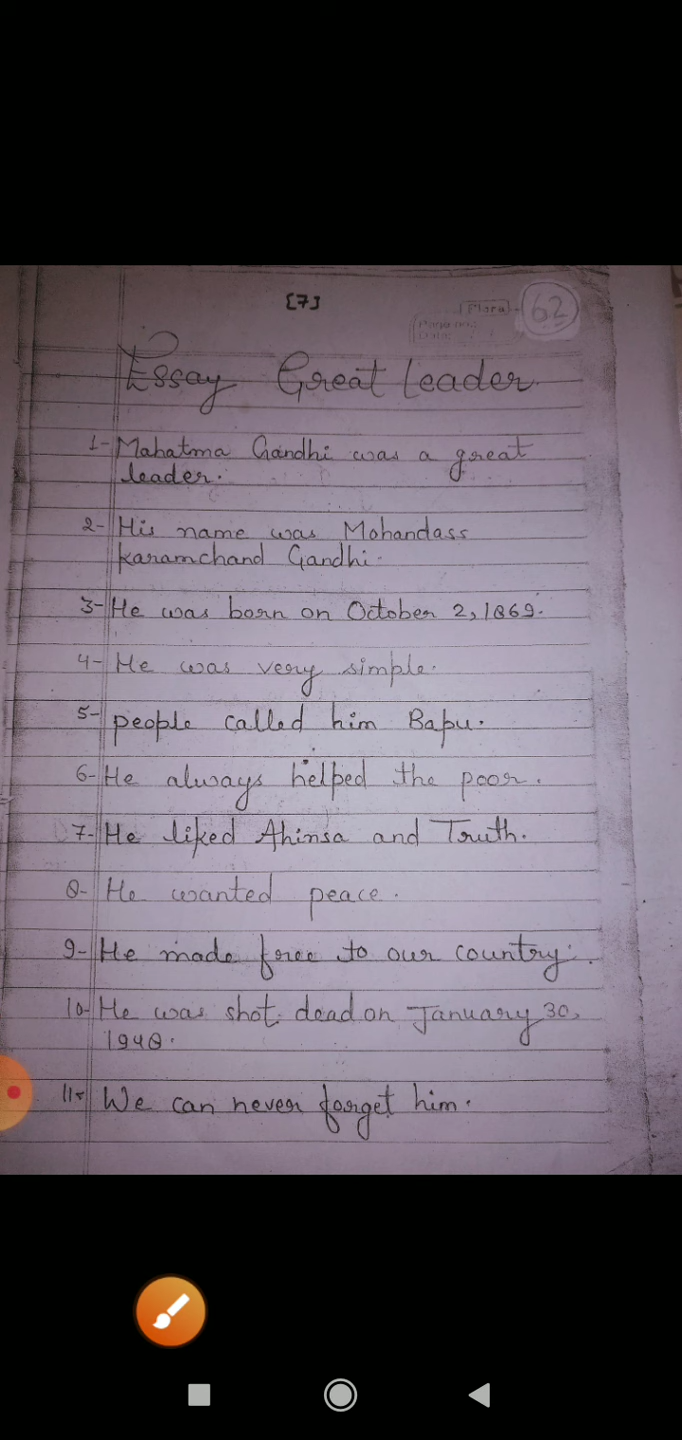 [7]
62
Essay Great Leader
1- Mahatma Gandhi was a great
leader.
2- His name was Mohandass
Karamchand Gandhi.
3- He was born on October 2, 1869.
4- He was very simple.
5- people called him Bapu.
6- He always helped the poor.
7- He liked Ahinsa and Truth.
8- He wanted peace.
9- He made free to our country.
10- He was shot dead on January 30,
1948.
11- We can never forget him.